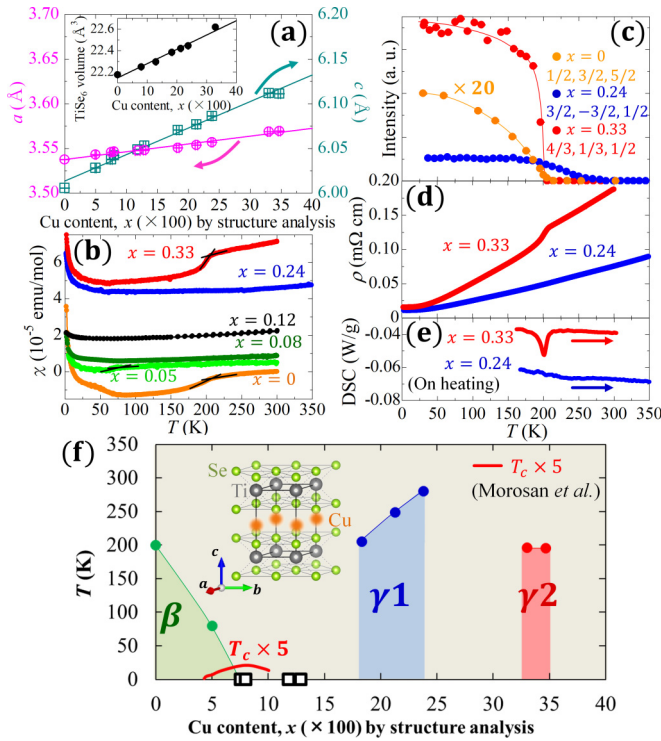 (a)
TiSe₆ volume (Å³)
22.6
22.4
22.2
0 10 20 30 40
Cu content, x (×100)
a (Å)
3.70
3.65
3.60
3.55
3.50
c (Å)
6.20
6.15
6.10
6.05
6.00
0 5 10 15 20 25 30 35 40
Cu content, x (×100) by structure analysis
(b)
x = 0.33
x = 0.24
x = 0.12
x = 0.08
x = 0.05
x = 0
χ (10⁻⁵ emu/mol)
6
4
2
0
0 50 100 150 200 250 300 350
T (K)
(c)
Intensity (a. u.)
x = 0
1/2, 3/2, 5/2
× 20
x = 0.24
3/2, −3/2, 1/2
x = 0.33
4/3, 1/3, 1/2
(d)
ρ (mΩ cm)
0.20
0.15
0.10
0.05
0.00
x = 0.33
x = 0.24
(e)
DSC (W/g)
-0.04
-0.06
-0.08
x = 0.33
x = 0.24
(On heating)
0 50 100 150 200 250 300 350
T (K)
(f)
T (K)
350
300
250
200
150
100
50
0
Se
Ti
Cu
c
a
b
T_c × 5
(Morosan et al.)
β
γ1
γ2
T_c × 5
0 5 10 15 20 25 30 35 40
Cu content, x (×100) by structure analysis